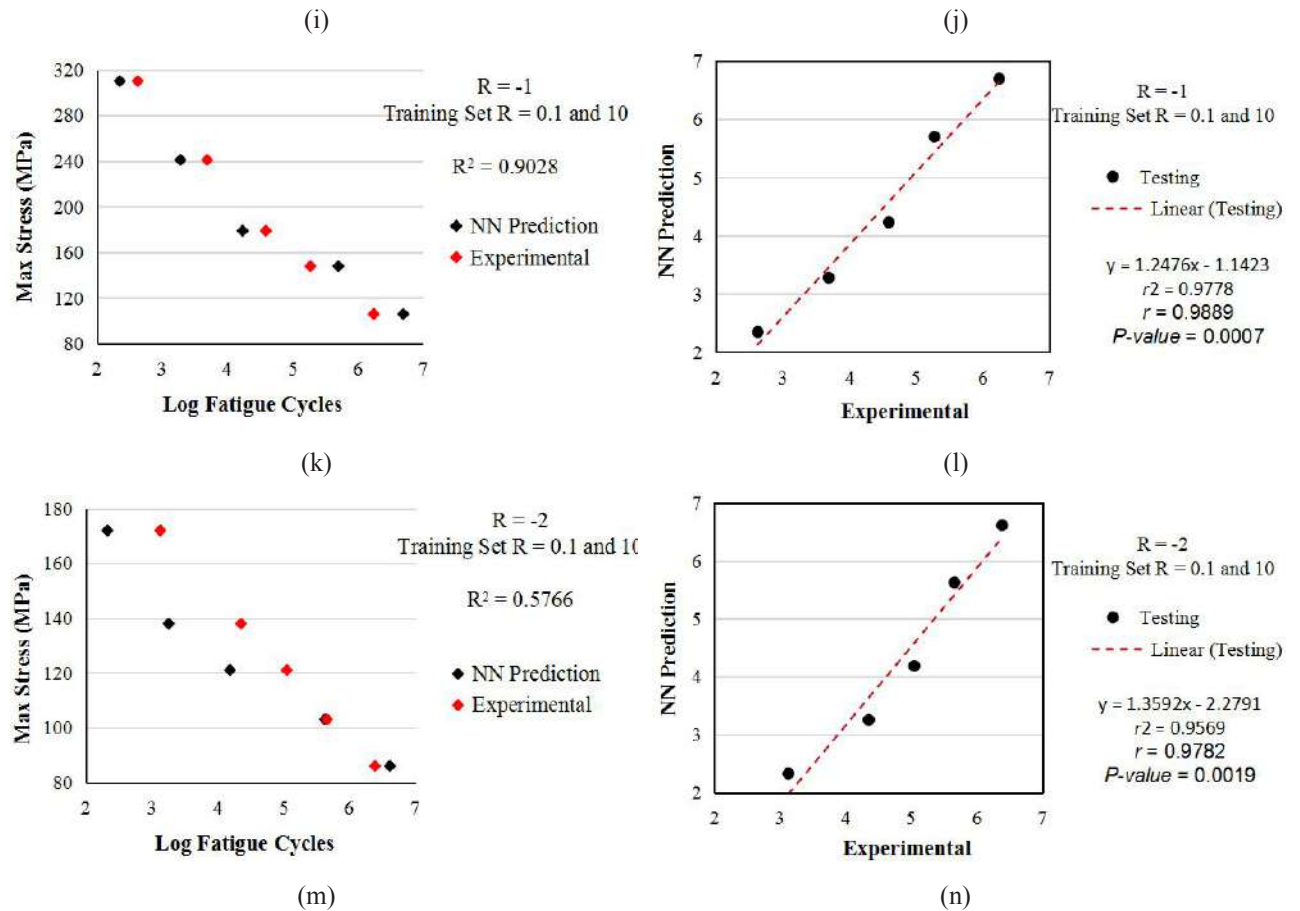 (i)
(j)
320
280
240
200
160
120
80
2 3 4 5 6 7
Max Stress (MPa)
Log Fatigue Cycles
R = -1
Training Set R = 0.1 and 10
R² = 0.9028
NN Prediction
Experimental
7
6
5
4
3
2
2 3 4 5 6 7
NN Prediction
Experimental
R = -1
Training Set R = 0.1 and 10
Testing
Linear (Testing)
y = 1.2476x - 1.1423
r2 = 0.9778
r = 0.9889
P-value = 0.0007
(k)
(l)
180
160
140
120
100
80
2 3 4 5 6 7
Max Stress (MPa)
Log Fatigue Cycles
R = -2
Training Set R = 0.1 and 10
R² = 0.5766
NN Prediction
Experimental
7
6
5
4
3
2
2 3 4 5 6 7
NN Prediction
Experimental
R = -2
Training Set R = 0.1 and 10
Testing
Linear (Testing)
y = 1.3592x - 2.2791
r2 = 0.9569
r = 0.9782
P-value = 0.0019
(m)
(n)